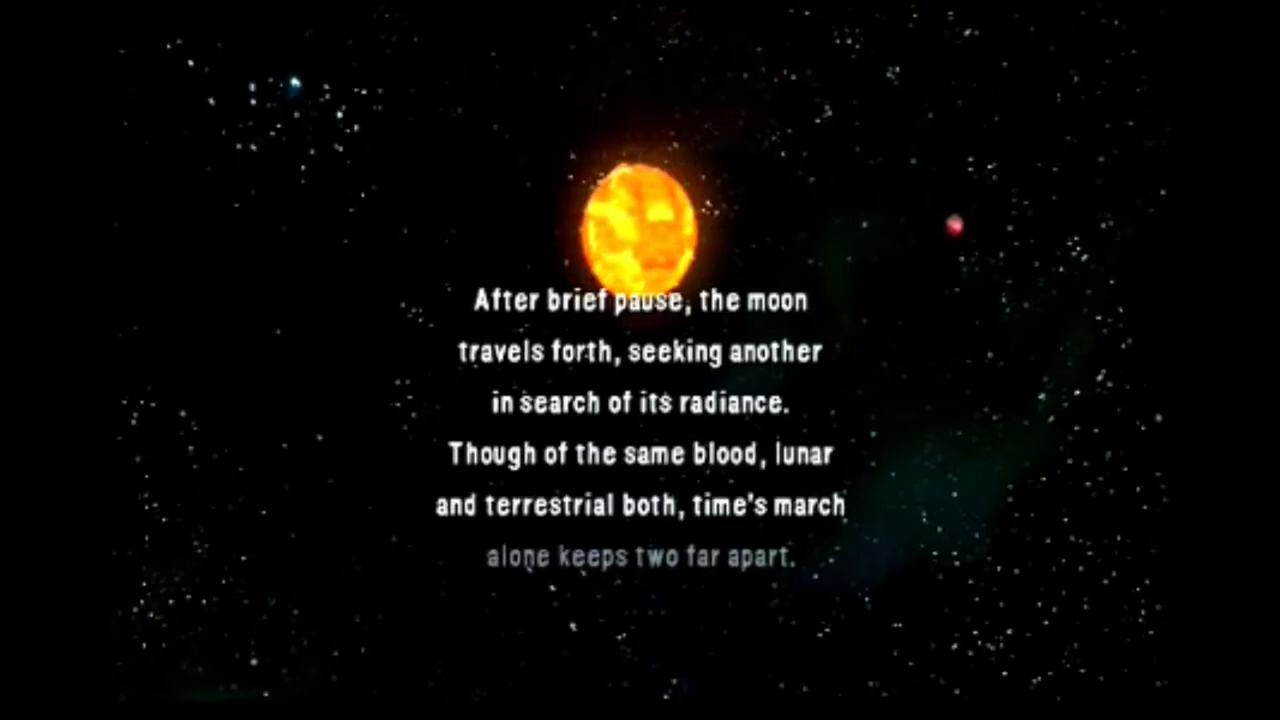 After brief pause, the moon
travels forth, seeking another
in search of its radiance.
Though of the same blood, lunar
and terrestrial both, time's march
alone keeps two far apart.